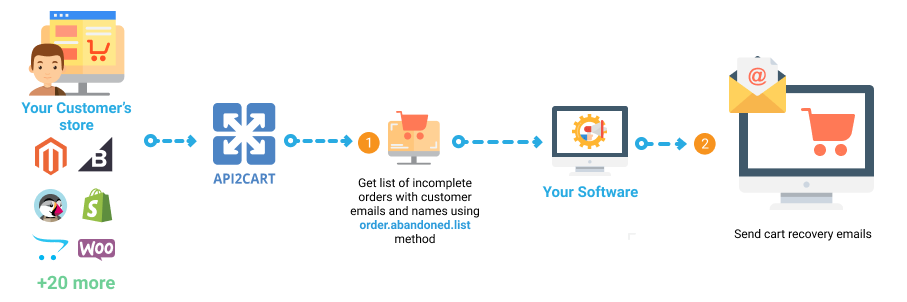 Your Customer's
store
B
S
WOO
+20 more
API2CART
1
Get list of incomplete
orders with customer
emails and names using
order.abandoned.list
method
Your Software
2
@
Send cart recovery emails